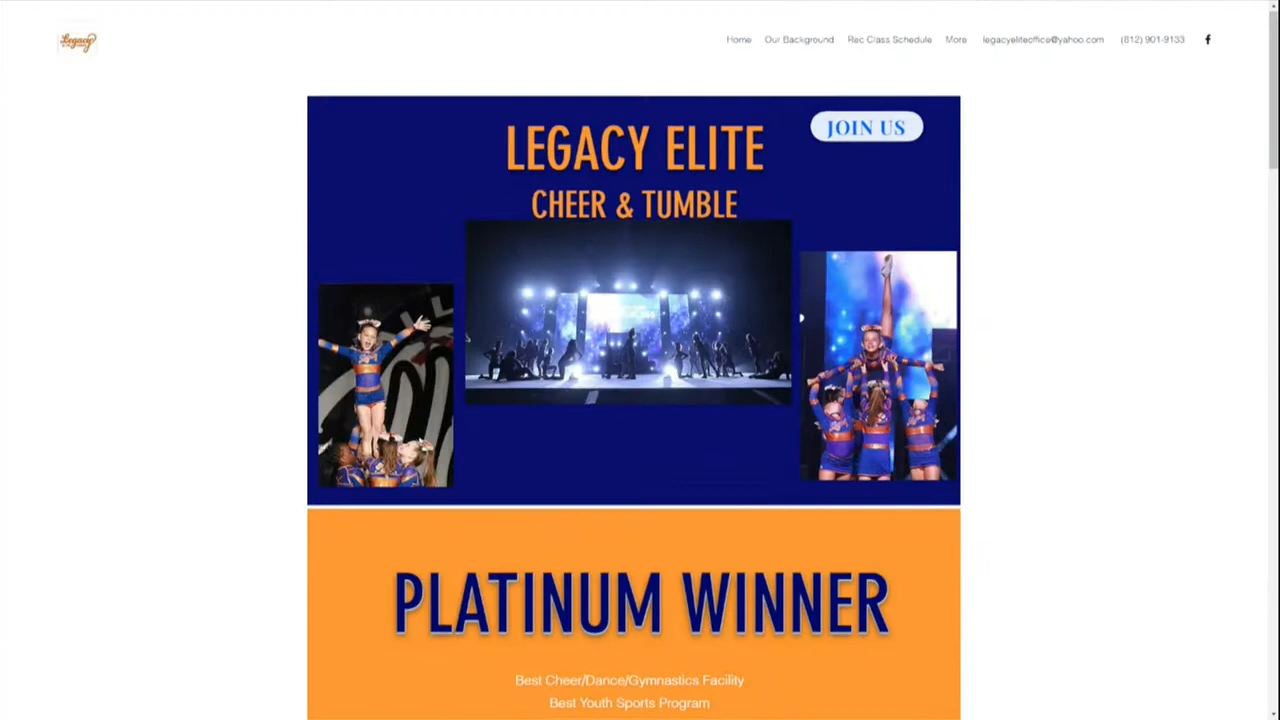 Legacy
Home
Our Background
Rec Class Schedule
More
legacyeliteoffice@yahoo.com
(812) 901-9133
f
JOIN US
LEGACY ELITE
CHEER & TUMBLE
PLATINUM WINNER
Best Cheer/Dance/Gymnastics Facility
Best Youth Sports Program